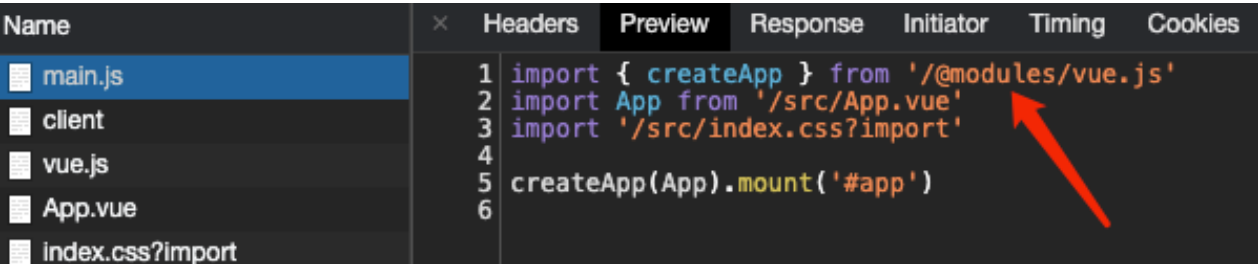 Name
× Headers Preview Response Initiator Timing Cookies
main.js
client
vue.js
App.vue
index.css?import
1 import { createApp } from '/@modules/vue.js'
2 import App from '/src/App.vue'
3 import '/src/index.css?import'
4
5 createApp(App).mount('#app')
6